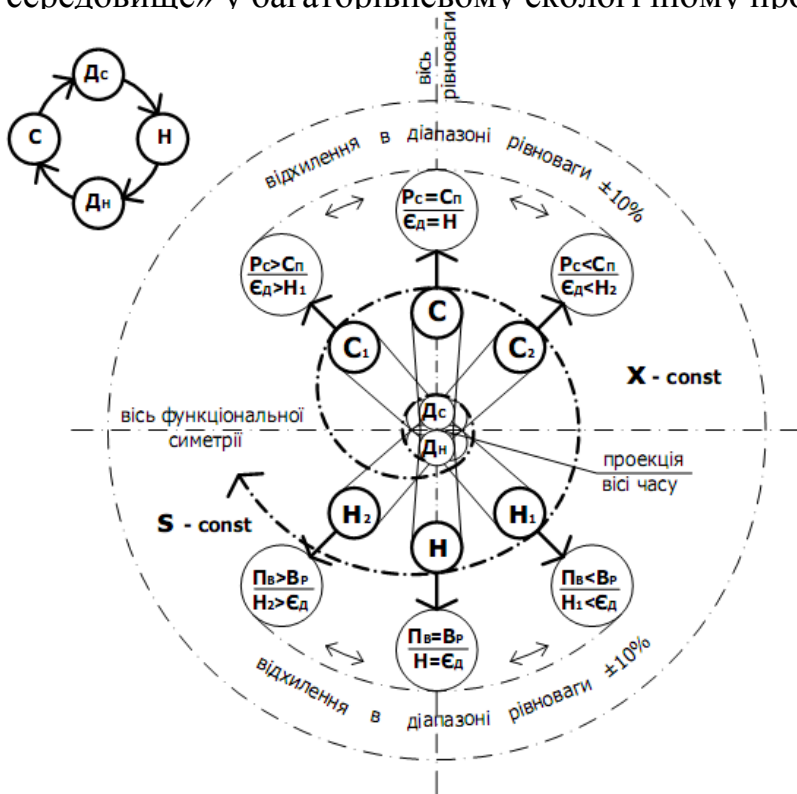 середовище» у багаторівневому екологічному про
вісь
рівноваги
Дс
С
Н
Дн
відхилення в діапазоні рівноваги ±10%
Рс=Сп
Єд=Н
Рс>Сп
Єд>Н₁
Рс<Сп
Єд<Н₂
С
С₁
С₂
x - const
Дс
вісь функціональної
симетрії
Дн
проекція
вісі часу
Н₂
Н₁
S - const
Н
Пв>Вр
Н₂>Єд
Пв<Вр
Н₁<Єд
Пв=Вр
Н=Єд
відхилення в діапазоні рівноваги ±10%